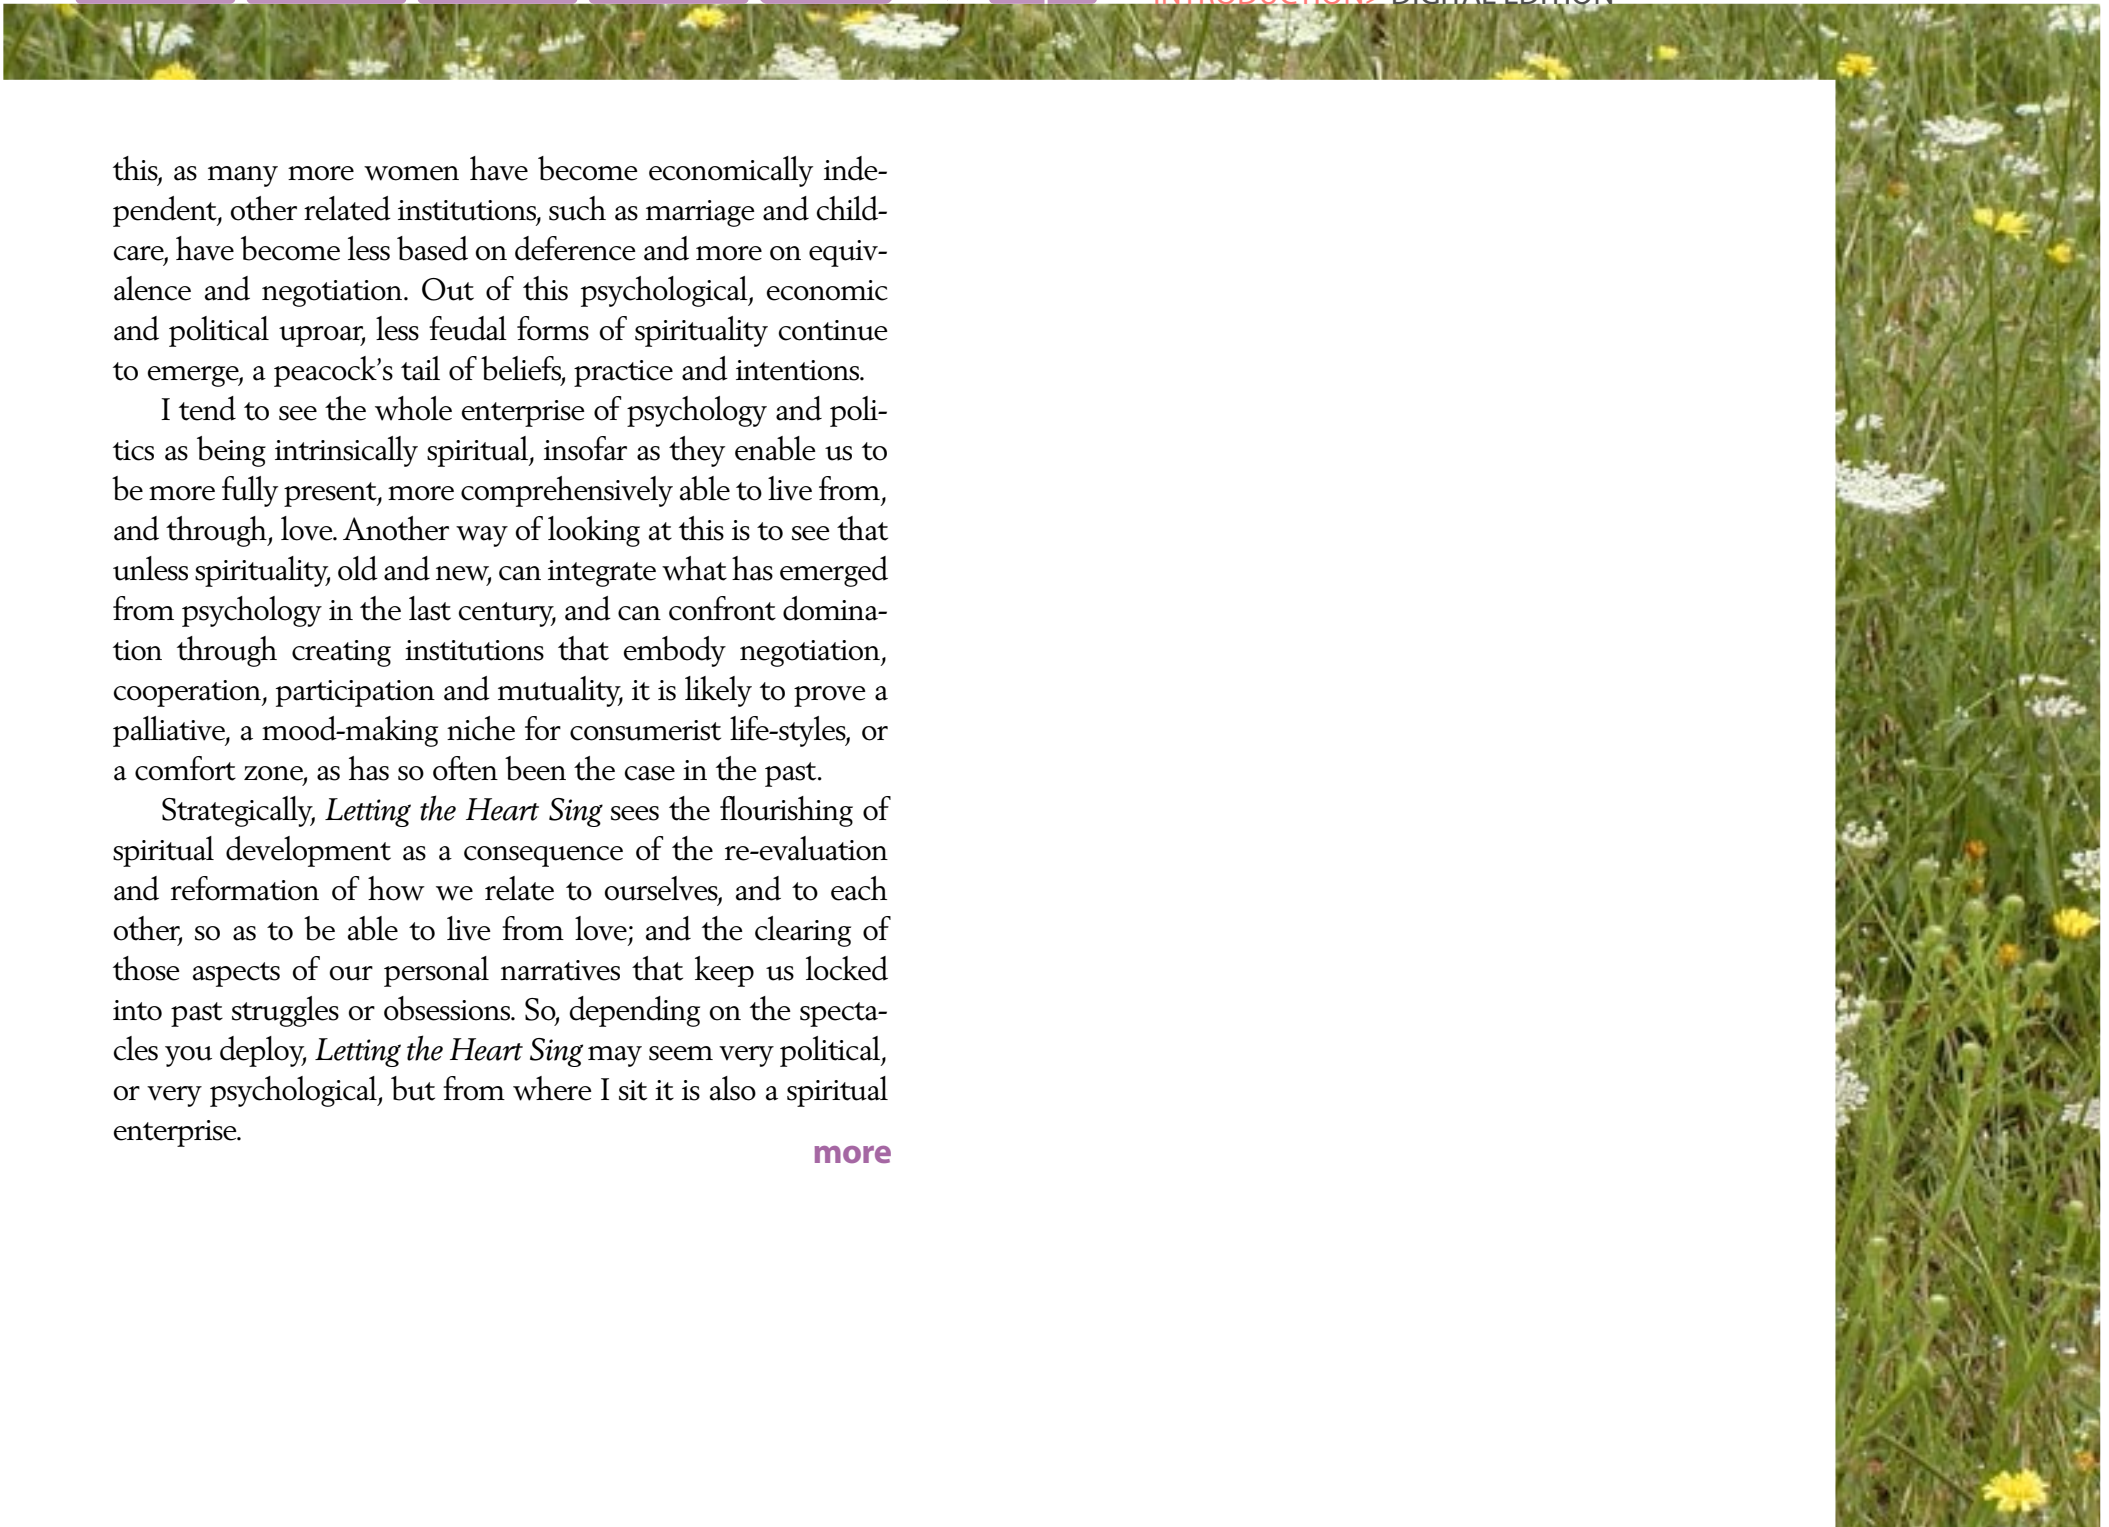 INTRODUCTION> DIGITAL EDITION
this, as many more women have become economically inde-
pendent, other related institutions, such as marriage and child-
care, have become less based on deference and more on equiv-
alence and negotiation. Out of this psychological, economic
and political uproar, less feudal forms of spirituality continue
to emerge, a peacock’s tail of beliefs, practice and intentions.
I tend to see the whole enterprise of psychology and poli-
tics as being intrinsically spiritual, insofar as they enable us to
be more fully present, more comprehensively able to live from,
and through, love. Another way of looking at this is to see that
unless spirituality, old and new, can integrate what has emerged
from psychology in the last century, and can confront domina-
tion through creating institutions that embody negotiation,
cooperation, participation and mutuality, it is likely to prove a
palliative, a mood-making niche for consumerist life-styles, or
a comfort zone, as has so often been the case in the past.
Strategically, Letting the Heart Sing sees the flourishing of
spiritual development as a consequence of the re-evaluation
and reformation of how we relate to ourselves, and to each
other, so as to be able to live from love; and the clearing of
those aspects of our personal narratives that keep us locked
into past struggles or obsessions. So, depending on the specta-
cles you deploy, Letting the Heart Sing may seem very political,
or very psychological, but from where I sit it is also a spiritual
enterprise.
more